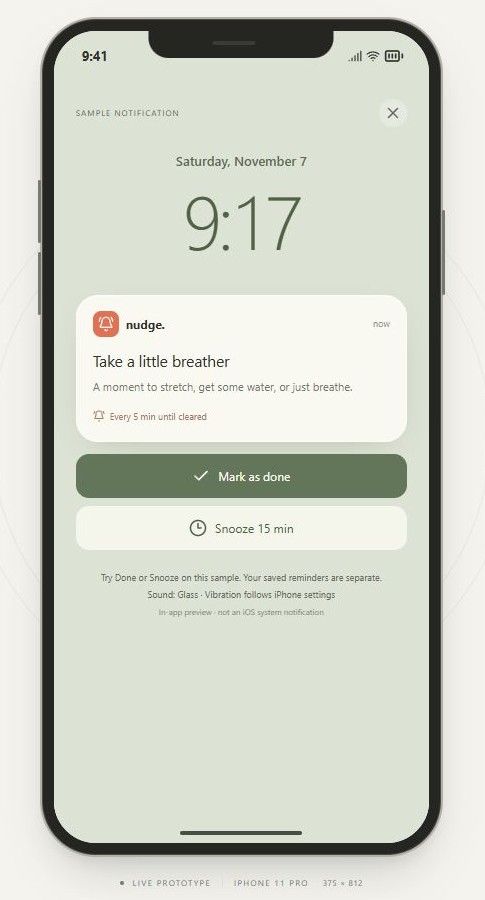 9:41
SAMPLE NOTIFICATION
Saturday, November 7
9:17
nudge.
now
Take a little breather
A moment to stretch, get some water, or just breathe.
Every 5 min until cleared
Mark as done
Snooze 15 min
Try Done or Snooze on this sample. Your saved reminders are separate.
Sound: Glass · Vibration follows iPhone settings
In-app preview · not an iOS system notification
LIVE PROTOTYPE IPHONE 11 PRO 375 × 812